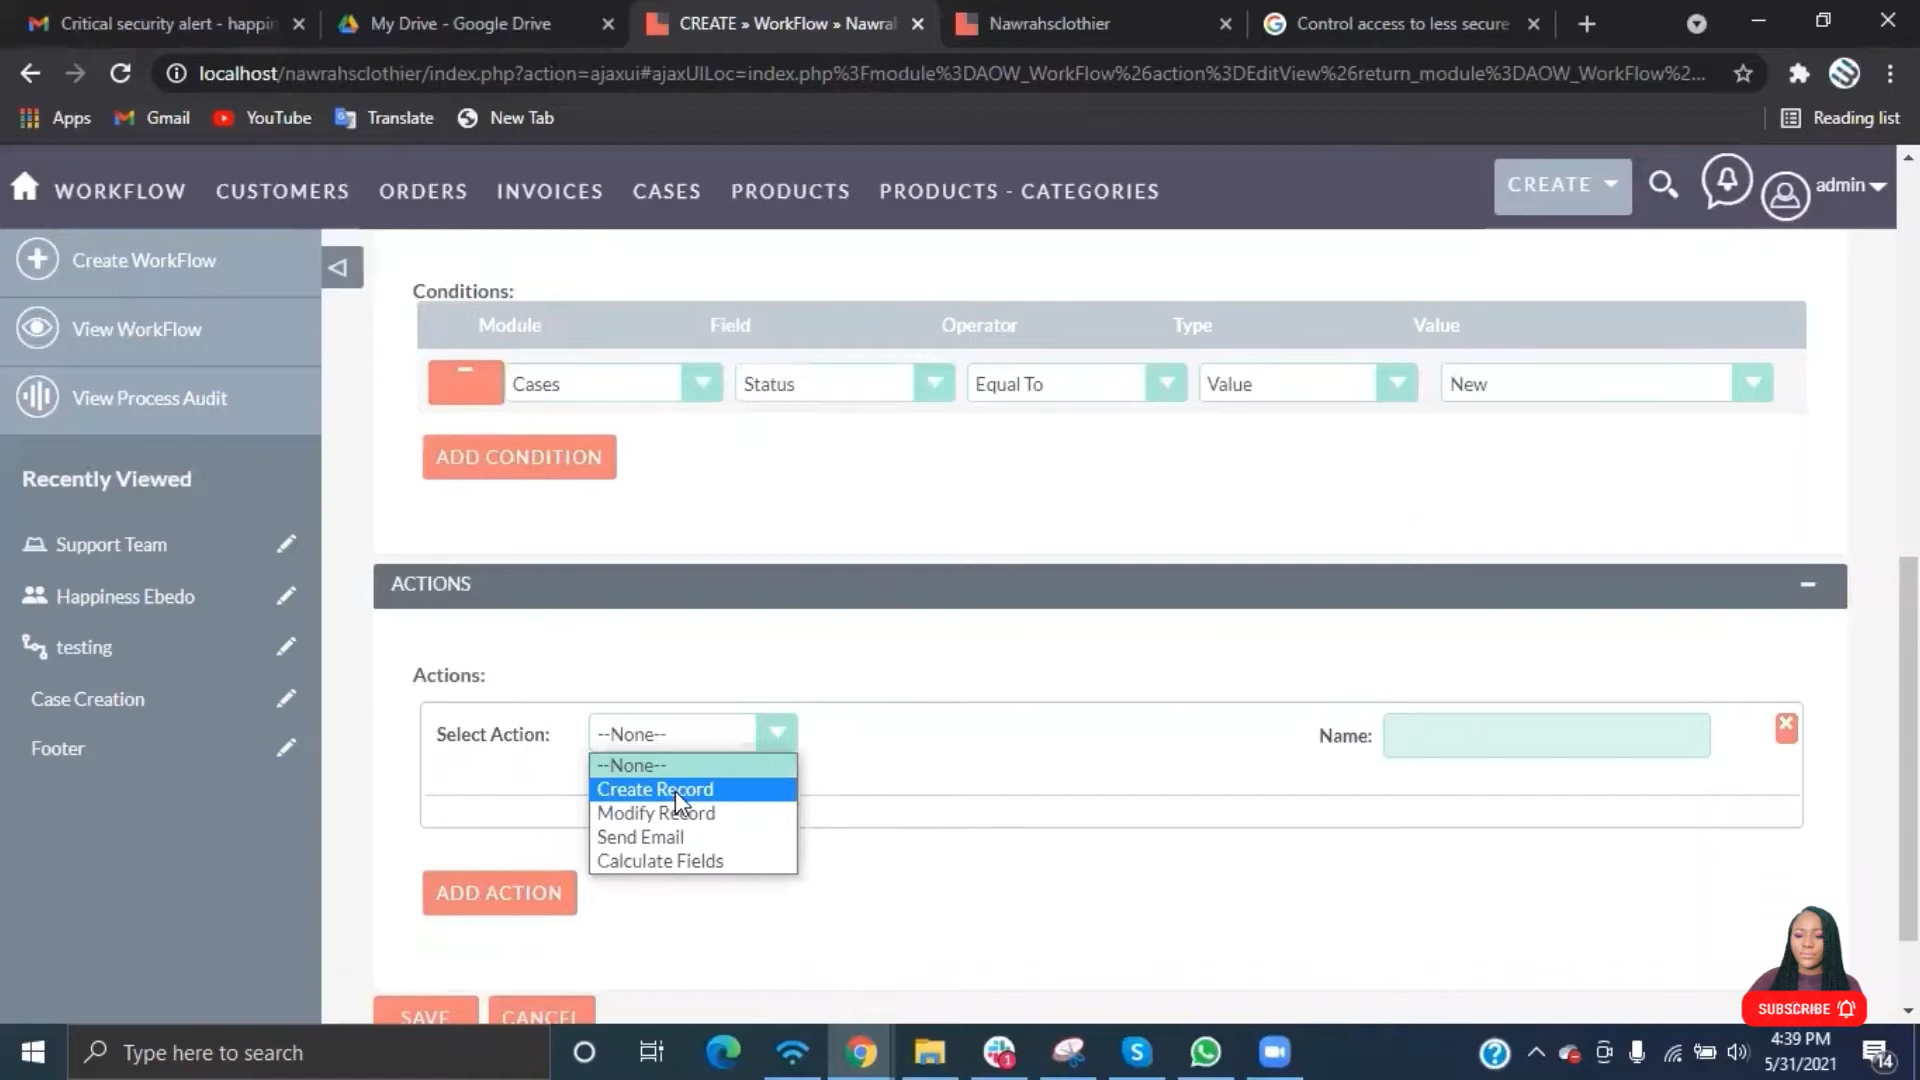 Critical security alert - happin
My Drive - Google Drive
CREATE » WorkFlow » Nawrah
Nawrahsclothier
Control access to less secure
localhost/nawrahsclothier/index.php?action=ajaxui#ajaxUILoc=index.php%3Fmodule%3DAOW_WorkFlow%26action%3DEditView%26return_module%3DAOW_WorkFlow%2...
Apps
Gmail
YouTube
Translate
New Tab
Reading list
WORKFLOW
CUSTOMERS
ORDERS
INVOICES
CASES
PRODUCTS
PRODUCTS - CATEGORIES
CREATE
admin
Create WorkFlow
View WorkFlow
View Process Audit
Recently Viewed
Support Team
Happiness Ebedo
testing
Case Creation
Footer
Conditions:
Module Field Operator Type Value
Cases Status Equal To Value New
ADD CONDITION
ACTIONS
Actions:
Select Action: --None-- Name:
--None--
Create Record
Modify Record
Send Email
Calculate Fields
ADD ACTION
SAVE CANCEL
SUBSCRIBE
Type here to search
1
4:39 PM
5/31/2021
14